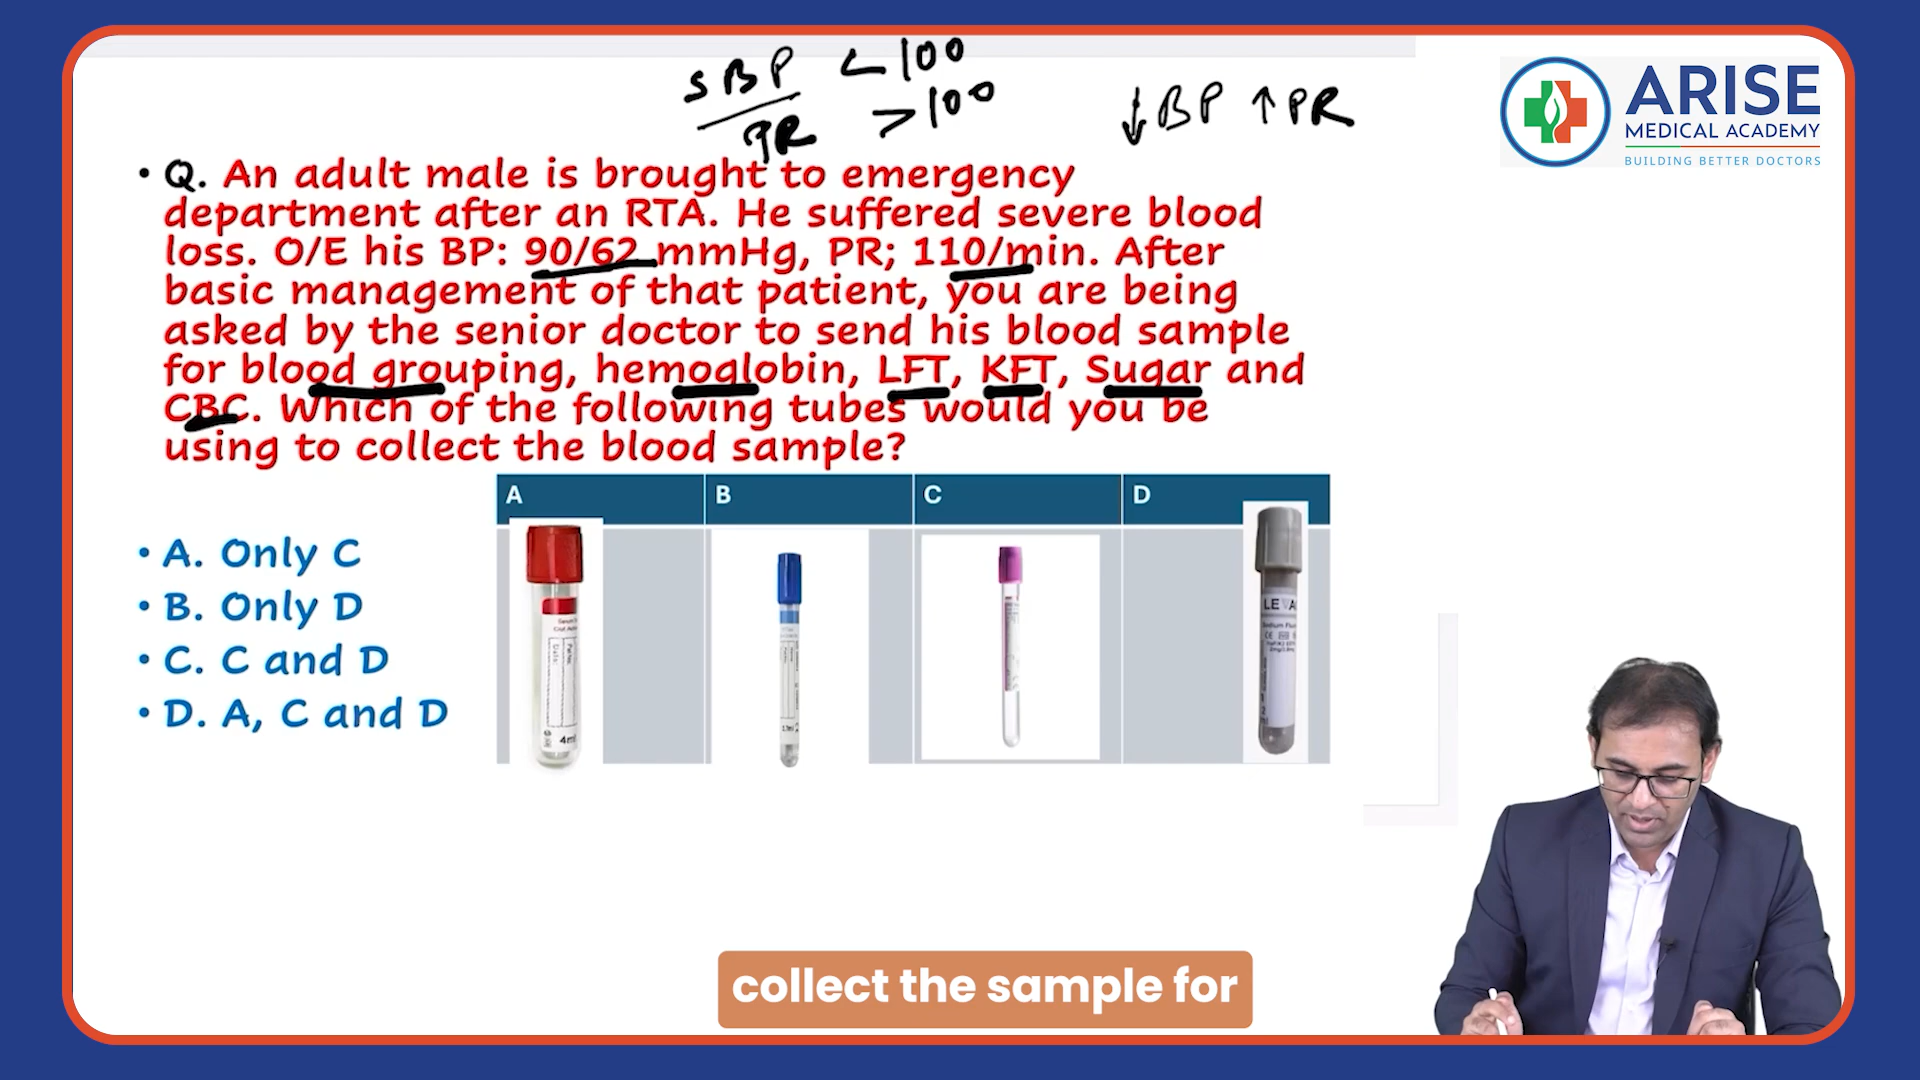 SBP < 100
PR > 100
↓BP ↑PR
ARISE
MEDICAL ACADEMY
BUILDING BETTER DOCTORS
• Q. An adult male is brought to emergency
department after an RTA. He suffered severe blood
loss. O/E his BP: 90/62 mmHg, PR; 110/min. After
basic management of that patient, you are being
asked by the senior doctor to send his blood sample
for blood grouping, hemoglobin, LFT, KFT, Sugar and
CBC. Which of the following tubes would you be
using to collect the blood sample?
A B C D
• A. Only C
• B. Only D
• C. C and D
• D. A, C and D
4ml
collect the sample for